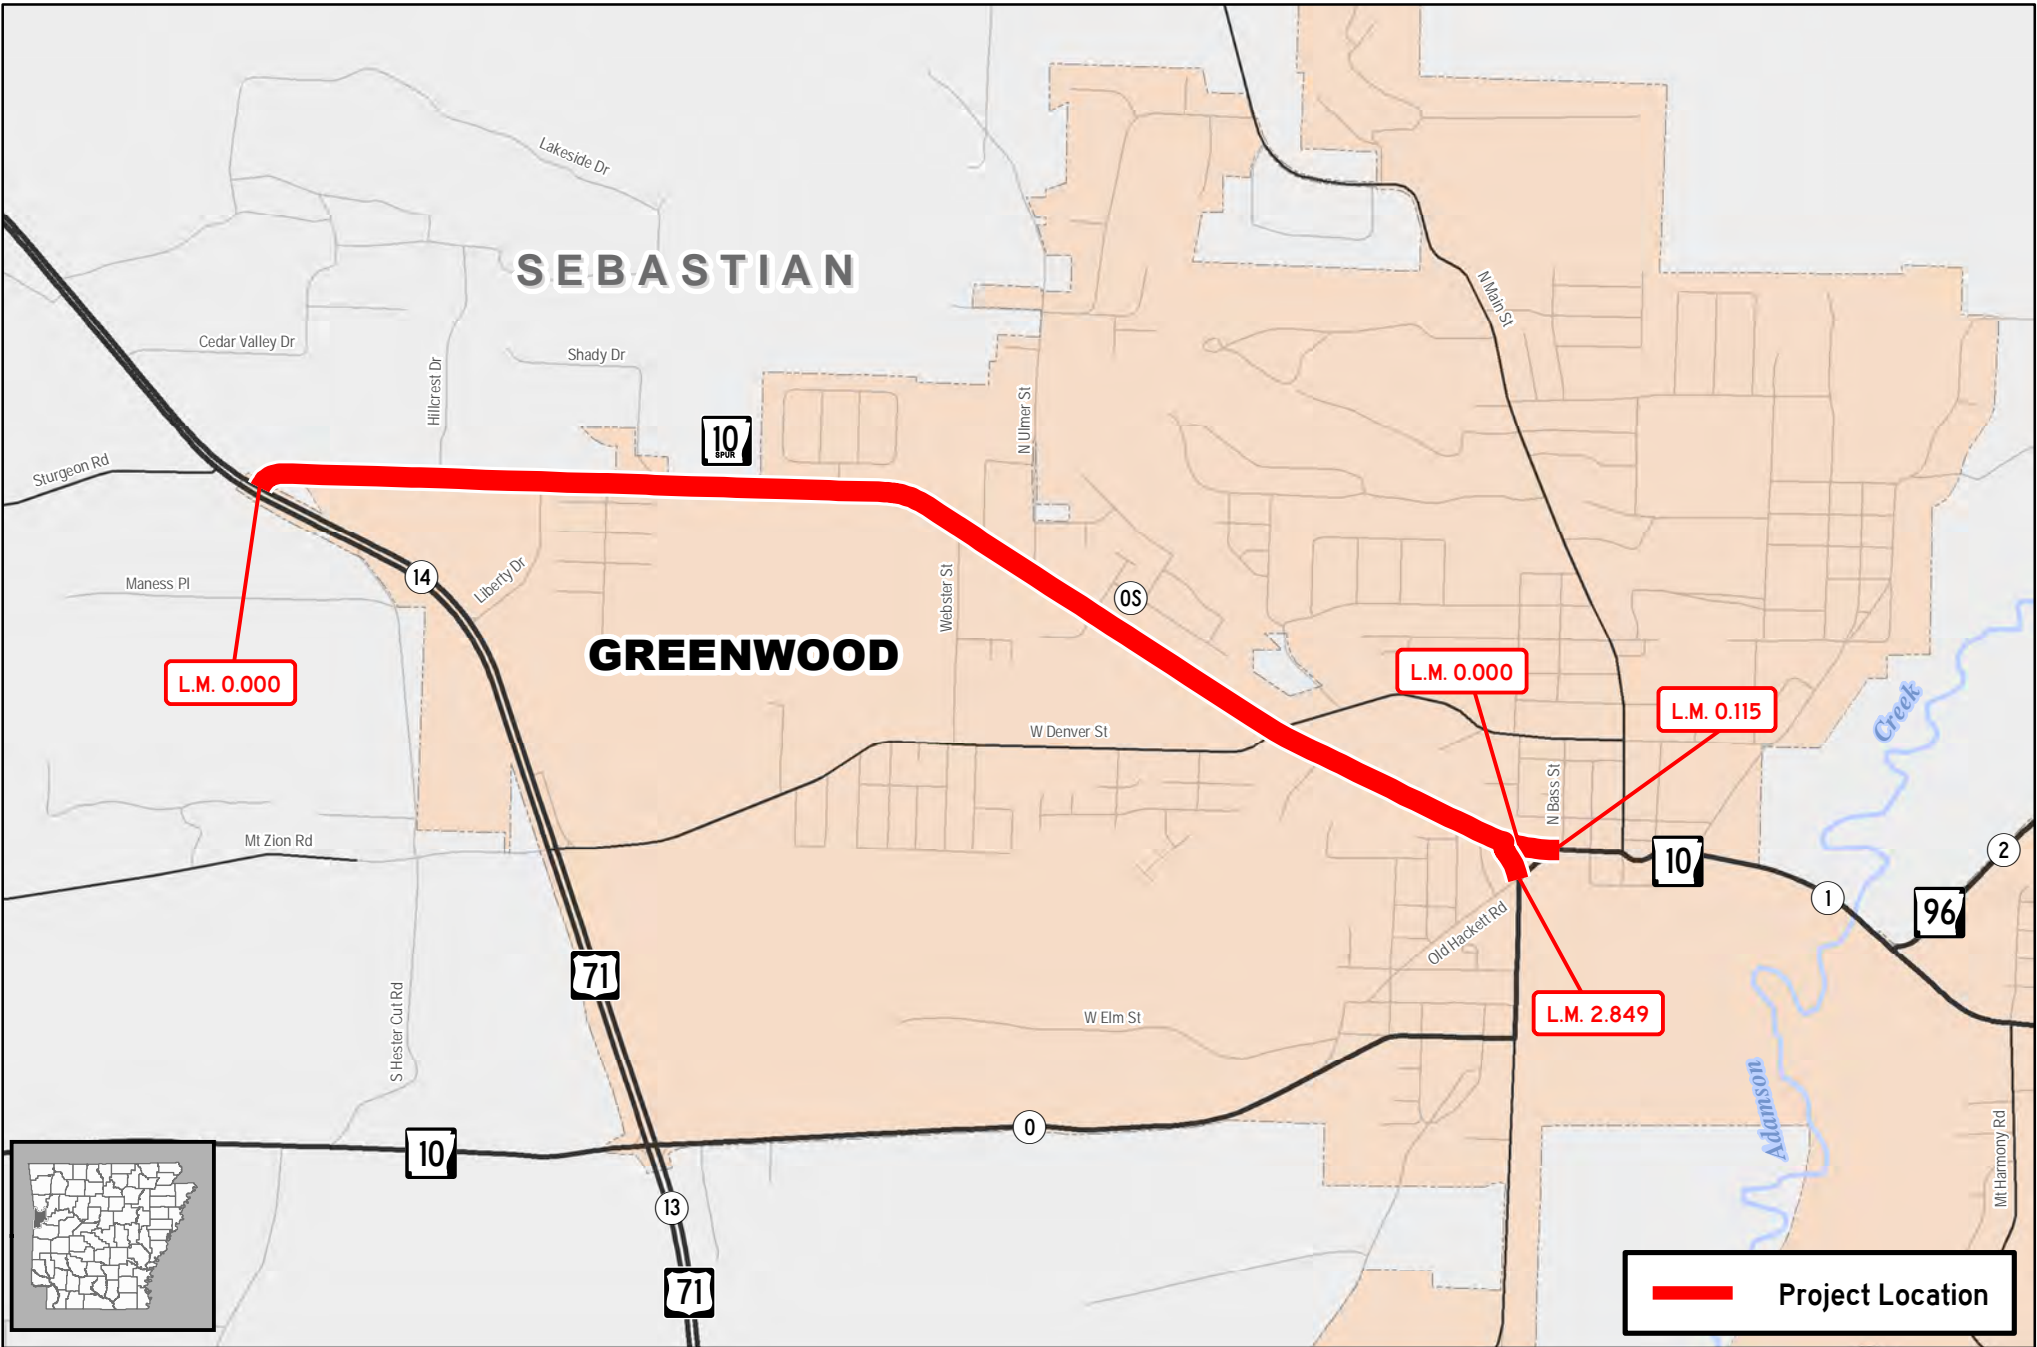 Lakeside Dr
SEBASTIAN
N Main St
Cedar Valley Dr
Hillcrest Dr
Shady Dr
N Ulmer St
10
SPUR
Sturgeon Rd
14
Maness Pl
Liberty Dr
Webster St
0S
GREENWOOD
L.M. 0.000
L.M. 0.000
L.M. 0.115
Creek
W Denver St
N Bass St
Mt Zion Rd
10
2
1
96
Old Hackett Rd
71
S Hester Cut Rd
W Elm St
L.M. 2.849
Adamson
0
10
Mt Harmony Rd
13
71
Project Location